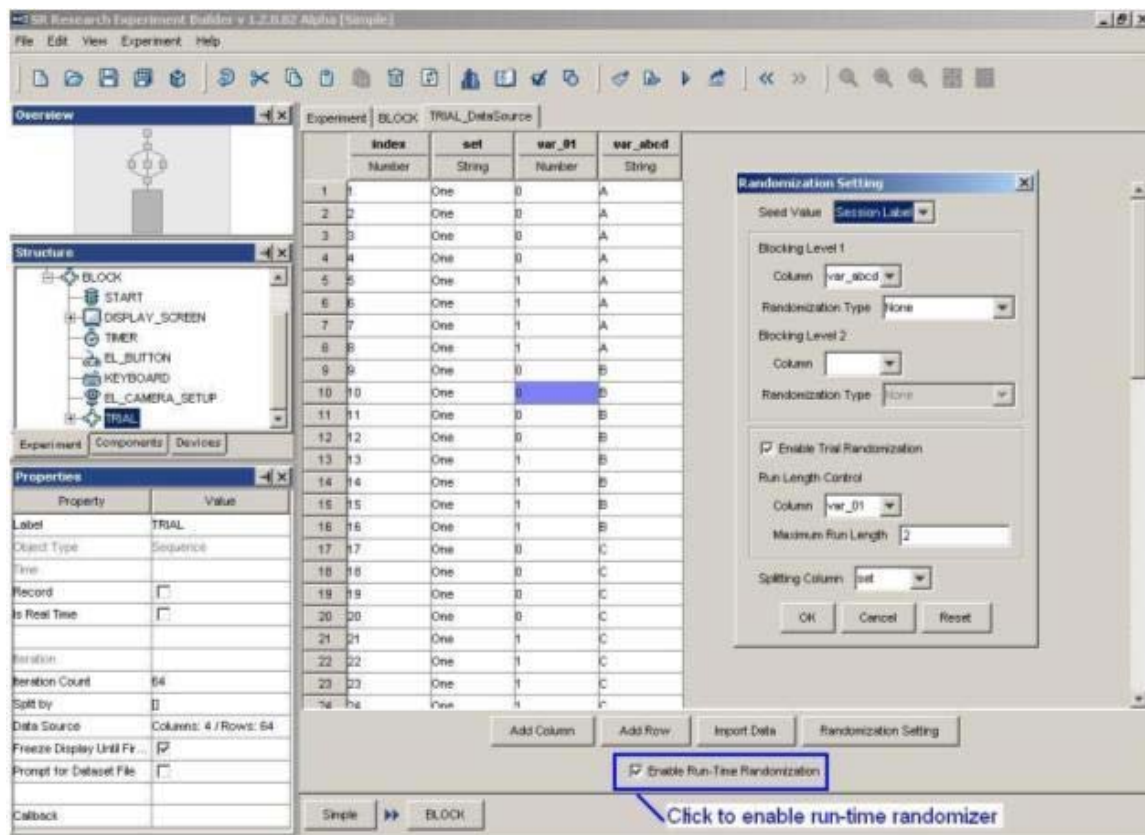 SR Research Experiment Builder v 1.2.0.82 Alpha [Simple]
File Edit View Experiment Help
Overview
Structure
BLOCK
START
DISPLAY_SCREEN
TIMER
EL_BUTTON
KEYBOARD
EL_CAMERA_SETUP
TRIAL
Experiment Components Devices
Properties
Property Value
Label TRIAL
Object Type Sequence
Time
Record
Is Real Time
Iteration
Iteration Count 64
Split by []
Data Source Columns: 4 / Rows: 64
Freeze Display Until Fir...
Prompt for Dataset File
Callback
Experiment BLOCK TRIAL_DataSource
index set var_01 var_abcd
Number String Number String
1 1 One 0 A
2 2 One 0 A
3 3 One 0 A
4 4 One 0 A
5 5 One 1 A
6 6 One 1 A
7 7 One 1 A
8 8 One 1 A
9 9 One 0 B
10 10 One 0 B
11 11 One 0 B
12 12 One 0 B
13 13 One 1 B
14 14 One 1 B
15 15 One 1 B
16 16 One 1 B
17 17 One 0 C
18 18 One 0 C
19 19 One 0 C
20 20 One 0 C
21 21 One 1 C
22 22 One 1 C
23 23 One 1 C
24 24 One 1 C
Randomization Setting
Seed Value Session Label
Blocking Level 1
Column var_abcd
Randomization Type None
Blocking Level 2
Column
Randomization Type None
Enable Trial Randomization
Run Length Control
Column var_01
Maximum Run Length 2
Splitting Column set
OK Cancel Reset
Add Column Add Row Import Data Randomization Setting
Enable Run-Time Randomization
Simple BLOCK
Click to enable run-time randomizer